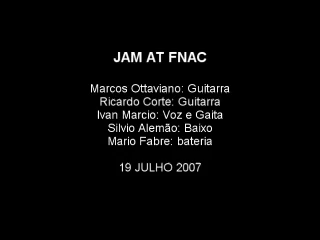 JAM AT FNAC
Marcos Ottaviano: Guitarra
Ricardo Corte: Guitarra
Ivan Marcio: Voz e Gaita
Silvio Alemão: Baixo
Mario Fabre: bateria
19 JULHO 2007